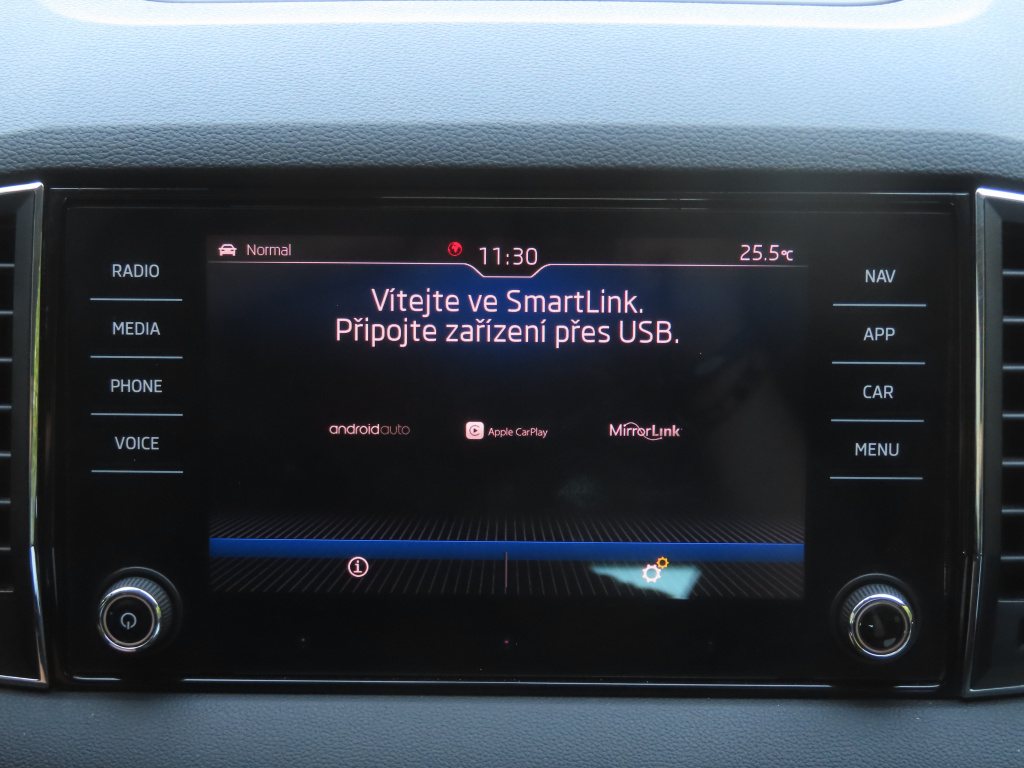 Normal 11:30 25.5°C
Vítejte ve SmartLink.
Připojte zařízení přes USB.
androidauto Apple CarPlay MirrorLink
RADIO
MEDIA
PHONE
VOICE
NAV
APP
CAR
MENU